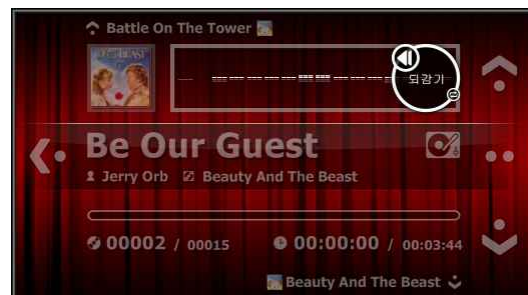 Battle On The Tower
되감기
Be Our Guest
Jerry Orb Beauty And The Beast
00002 / 00015 00:00:00 / 00:03:44
Beauty And The Beast